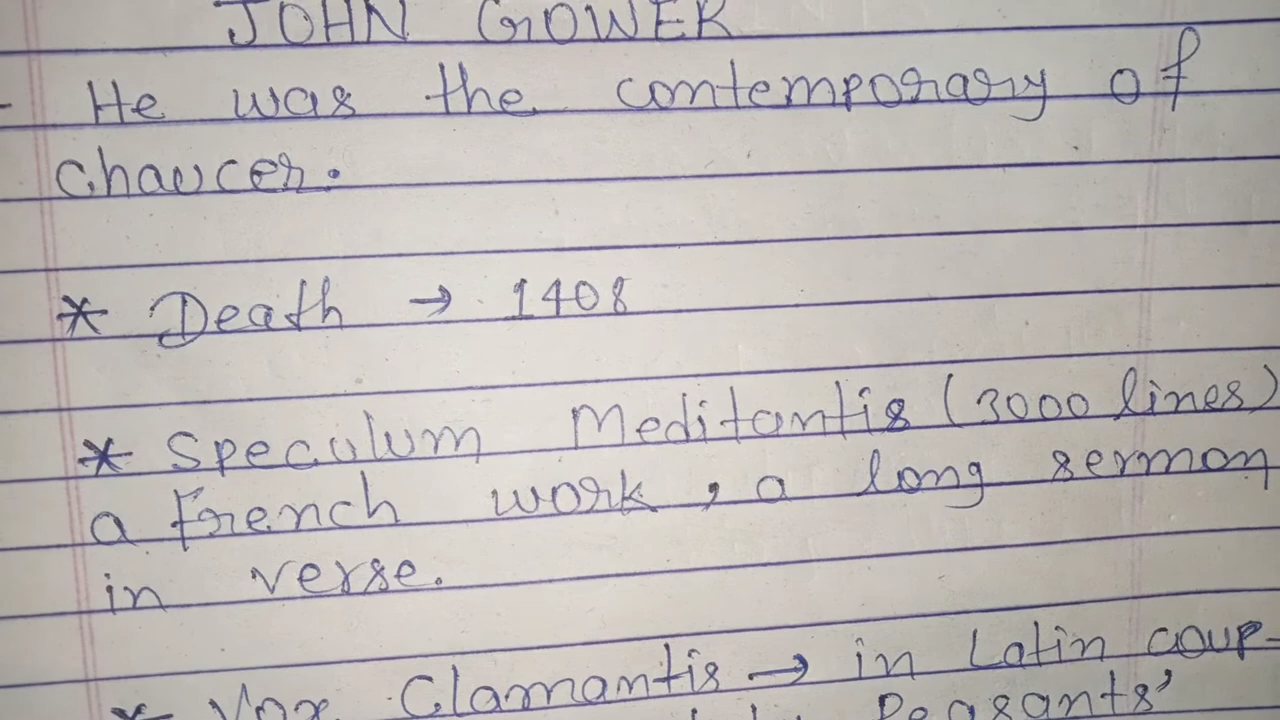 JOHN GOWER
- He was the contemporary of
chaucer.
* Death → 1408
* Speculum Meditantis (3000 lines)
a french work, a long sermon
in verse.
* Vox Clamantis → in Latin coup-
Peasants'